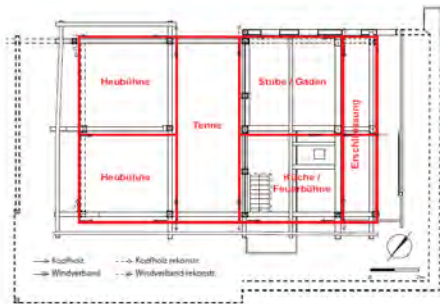 Heubühne
Stube / Gaden
Tenne
Erschliessung
Heubühne
Küche /
Feuerbühne
Kopfholz
Kopfholz rekonstr.
Windverband
Windverband rekonstr.